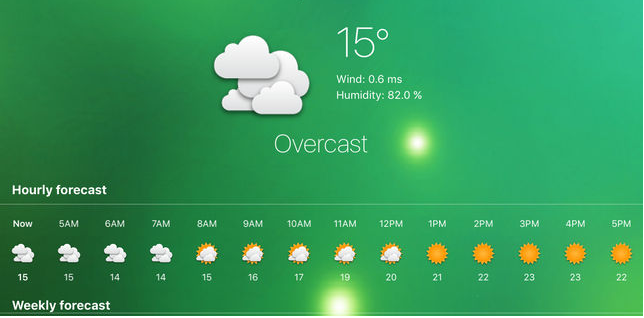 15°
Wind: 0.6 ms
Humidity: 82.0 %
Overcast
Hourly forecast
Now 5AM 6AM 7AM 8AM 9AM 10AM 11AM 12PM 1PM 2PM 3PM 4PM 5PM
15 15 14 14 15 16 17 19 20 21 22 23 23 22
Weekly forecast